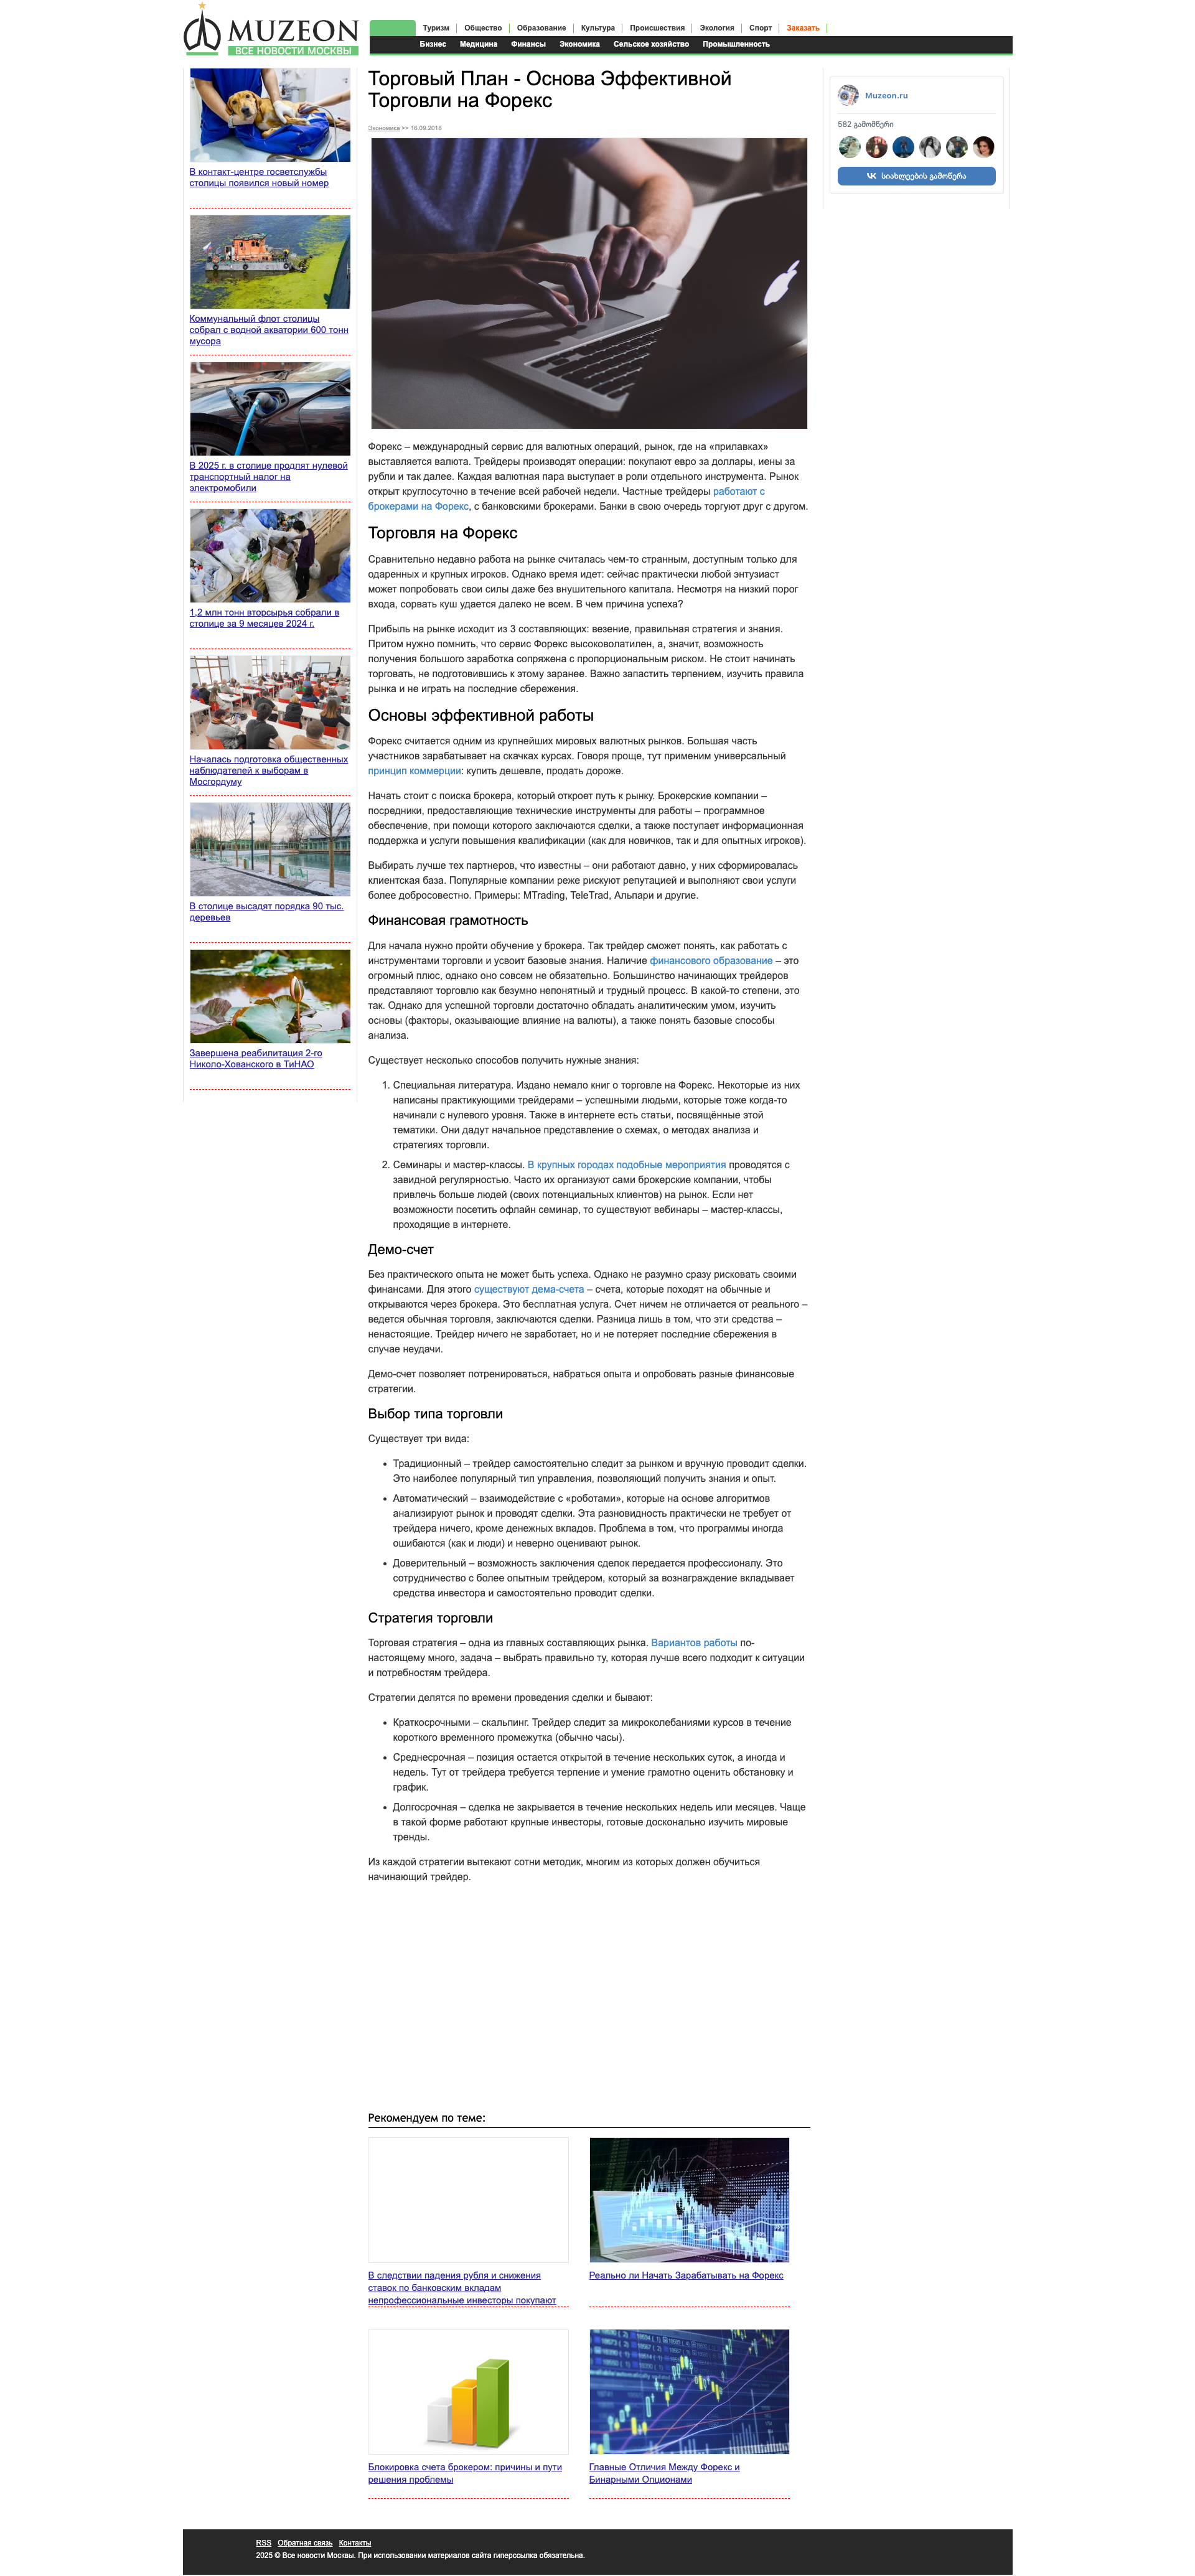 MUZEON
ВСЕ НОВОСТИ МОСКВЫ
Туризм
Общество
Образование
Культура
Происшествия
Экология
Спорт
Заказать
Бизнес
Медицина
Финансы
Экономика
Сельское хозяйство
Промышленность
В контакт-центре госветслужбы
столицы появился новый номер
Коммунальный флот столицы
собрал с водной акватории 600 тонн
мусора
В 2025 г. в столице продлят нулевой
транспортный налог на
электромобили
1,2 млн тонн вторсырья собрали в
столице за 9 месяцев 2024 г.
Началась подготовка общественных
наблюдателей к выборам в
Мосгордуму
В столице высадят порядка 90 тыс.
деревьев
Завершена реабилитация 2-го
Николо-Хованского в ТиНАО
Торговый План - Основа Эффективной
Торговли на Форекс
Экономика >> 16.09.2018
Форекс – международный сервис для валютных операций, рынок, где на «прилавках»
выставляется валюта. Трейдеры производят операции: покупают евро за доллары, иены за
рубли и так далее. Каждая валютная пара выступает в роли отдельного инструмента. Рынок
открыт круглосуточно в течение всей рабочей недели. Частные трейдеры работают с
брокерами на Форекс, с банковскими брокерами. Банки в свою очередь торгуют друг с другом.
Торговля на Форекс
Сравнительно недавно работа на рынке считалась чем-то странным, доступным только для
одаренных и крупных игроков. Однако время идет: сейчас практически любой энтузиаст
может попробовать свои силы даже без внушительного капитала. Несмотря на низкий порог
входа, сорвать куш удается далеко не всем. В чем причина успеха?
Прибыль на рынке исходит из 3 составляющих: везение, правильная стратегия и знания.
Притом нужно помнить, что сервис Форекс высоковолатилен, а, значит, возможность
получения большого заработка сопряжена с пропорциональным риском. Не стоит начинать
торговать, не подготовившись к этому заранее. Важно запастить терпением, изучить правила
рынка и не играть на последние сбережения.
Основы эффективной работы
Форекс считается одним из крупнейших мировых валютных рынков. Большая часть
участников зарабатывает на скачках курсах. Говоря проще, тут применим универсальный
принцип коммерции: купить дешевле, продать дороже.
Начать стоит с поиска брокера, который откроет путь к рынку. Брокерские компании –
посредники, предоставляющие технические инструменты для работы – программное
обеспечение, при помощи которого заключаются сделки, а также поступает информационная
поддержка и услуги повышения квалификации (как для новичков, так и для опытных игроков).
Выбирать лучше тех партнеров, что известны – они работают давно, у них сформировалась
клиентская база. Популярные компании реже рискуют репутацией и выполняют свои услуги
более добросовестно. Примеры: MTrading, TeleTrad, Альпари и другие.
Финансовая грамотность
Для начала нужно пройти обучение у брокера. Так трейдер сможет понять, как работать с
инструментами торговли и усвоит базовые знания. Наличие финансового образование – это
огромный плюс, однако оно совсем не обязательно. Большинство начинающих трейдеров
представляют торговлю как безумно непонятный и трудный процесс. В какой-то степени, это
так. Однако для успешной торговли достаточно обладать аналитическим умом, изучить
основы (факторы, оказывающие влияние на валюты), а также понять базовые способы
анализа.
Существует несколько способов получить нужные знания:
1. Специальная литература. Издано немало книг о торговле на Форекс. Некоторые из них
написаны практикующими трейдерами – успешными людьми, которые тоже когда-то
начинали с нулевого уровня. Также в интернете есть статьи, посвящённые этой
тематики. Они дадут начальное представление о схемах, о методах анализа и
стратегиях торговли.
2. Семинары и мастер-классы. В крупных городах подобные мероприятия проводятся с
завидной регулярностью. Часто их организуют сами брокерские компании, чтобы
привлечь больше людей (своих потенциальных клиентов) на рынок. Если нет
возможности посетить офлайн семинар, то существуют вебинары – мастер-классы,
проходящие в интернете.
Демо-счет
Без практического опыта не может быть успеха. Однако не разумно сразу рисковать своими
финансами. Для этого существуют дема-счета – счета, которые походят на обычные и
открываются через брокера. Это бесплатная услуга. Счет ничем не отличается от реального –
ведется обычная торговля, заключаются сделки. Разница лишь в том, что эти средства –
ненастоящие. Трейдер ничего не заработает, но и не потеряет последние сбережения в
случае неудачи.
Демо-счет позволяет потренироваться, набраться опыта и опробовать разные финансовые
стратегии.
Выбор типа торговли
Существует три вида:
• Традиционный – трейдер самостоятельно следит за рынком и вручную проводит сделки.
Это наиболее популярный тип управления, позволяющий получить знания и опыт.
• Автоматический – взаимодействие с «роботами», которые на основе алгоритмов
анализируют рынок и проводят сделки. Эта разновидность практически не требует от
трейдера ничего, кроме денежных вкладов. Проблема в том, что программы иногда
ошибаются (как и люди) и неверно оценивают рынок.
• Доверительный – возможность заключения сделок передается профессионалу. Это
сотрудничество с более опытным трейдером, который за вознаграждение вкладывает
средства инвестора и самостоятельно проводит сделки.
Стратегия торговли
Торговая стратегия – одна из главных составляющих рынка. Вариантов работы по-
настоящему много, задача – выбрать правильно ту, которая лучше всего подходит к ситуации
и потребностям трейдера.
Стратегии делятся по времени проведения сделки и бывают:
• Краткосрочными – скальпинг. Трейдер следит за микроколебаниями курсов в течение
короткого временного промежутка (обычно часы).
• Среднесрочная – позиция остается открытой в течение нескольких суток, а иногда и
недель. Тут от трейдера требуется терпение и умение грамотно оценить обстановку и
график.
• Долгосрочная – сделка не закрывается в течение нескольких недель или месяцев. Чаще
в такой форме работают крупные инвесторы, готовые досконально изучить мировые
тренды.
Из каждой стратегии вытекают сотни методик, многим из которых должен обучиться
начинающий трейдер.
Muzeon.ru
582 გამომწერი
სიახლეების გამოწერა
Рекомендуем по теме:
В следствии падения рубля и снижения
ставок по банковским вкладам
непрофессиональные инвесторы покупают
Реально ли Начать Зарабатывать на Форекс
Блокировка счета брокером: причины и пути
решения проблемы
Главные Отличия Между Форекс и
Бинарными Опционами
RSS Обратная связь Контакты
2025 © Все новости Москвы. При использовании материалов сайта гиперссылка обязательна.